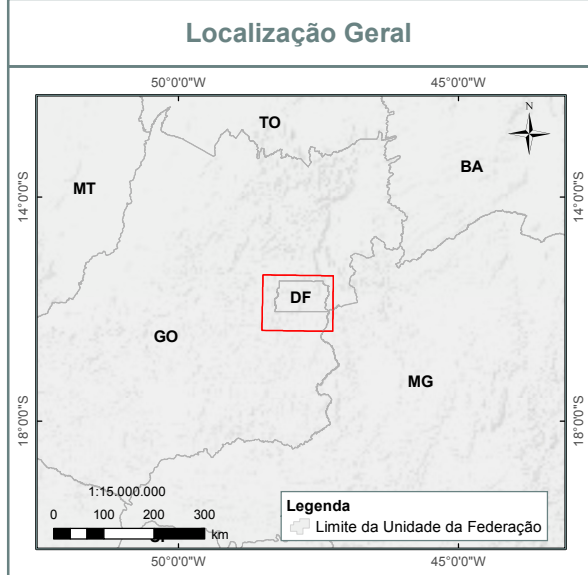 Localização Geral
50°0'0"W 45°0'0"W
N
TO
BA
MT
14°0'0"S 14°0'0"S
DF
GO
MG
18°0'0"S 18°0'0"S
1:15.000.000
0 100 200 300
km
Legenda
Limite da Unidade da Federação
50°0'0"W 45°0'0"W